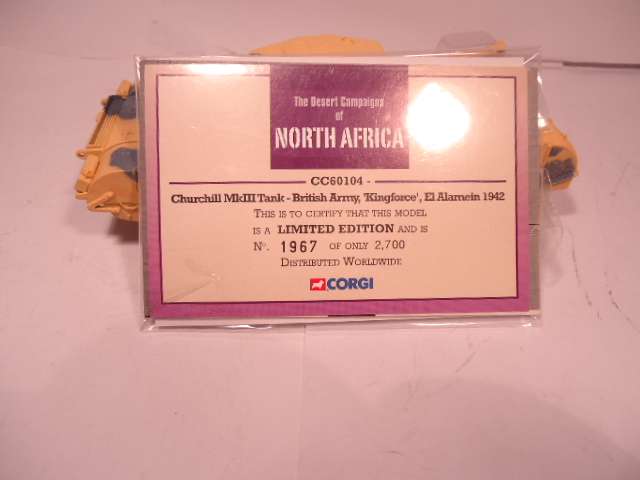 The Desert Campaigns
of
NORTH AFRICA
CC60104 -
Churchill MkIII Tank - British Army, 'Kingforce', El Alamein 1942
THIS IS TO CERTIFY THAT THIS MODEL
IS A LIMITED EDITION AND IS
No. 1967 OF ONLY 2,700
DISTRIBUTED WORLDWIDE
CORGI